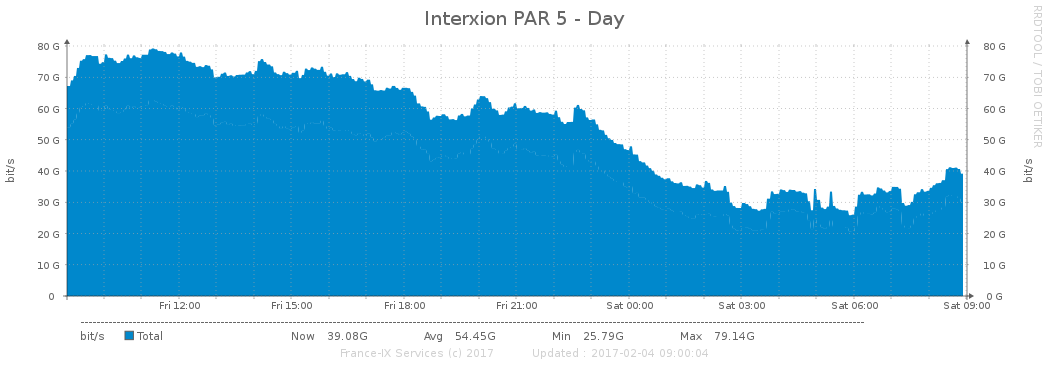 Interxion PAR 5 - Day
RRDTOOL / TOBI OETIKER
80 G 80 G
70 G 70 G
60 G 60 G
50 G 50 G
40 G 40 G
30 G 30 G
20 G 20 G
10 G 10 G
0 0 G
bit/s bit/s
Fri 12:00 Fri 15:00 Fri 18:00 Fri 21:00 Sat 00:00 Sat 03:00 Sat 06:00 Sat 09:00
bit/s Total Now 39.08G Avg 54.45G Min 25.79G Max 79.14G
France-IX Services (c) 2017 Updated : 2017-02-04 09:00:04